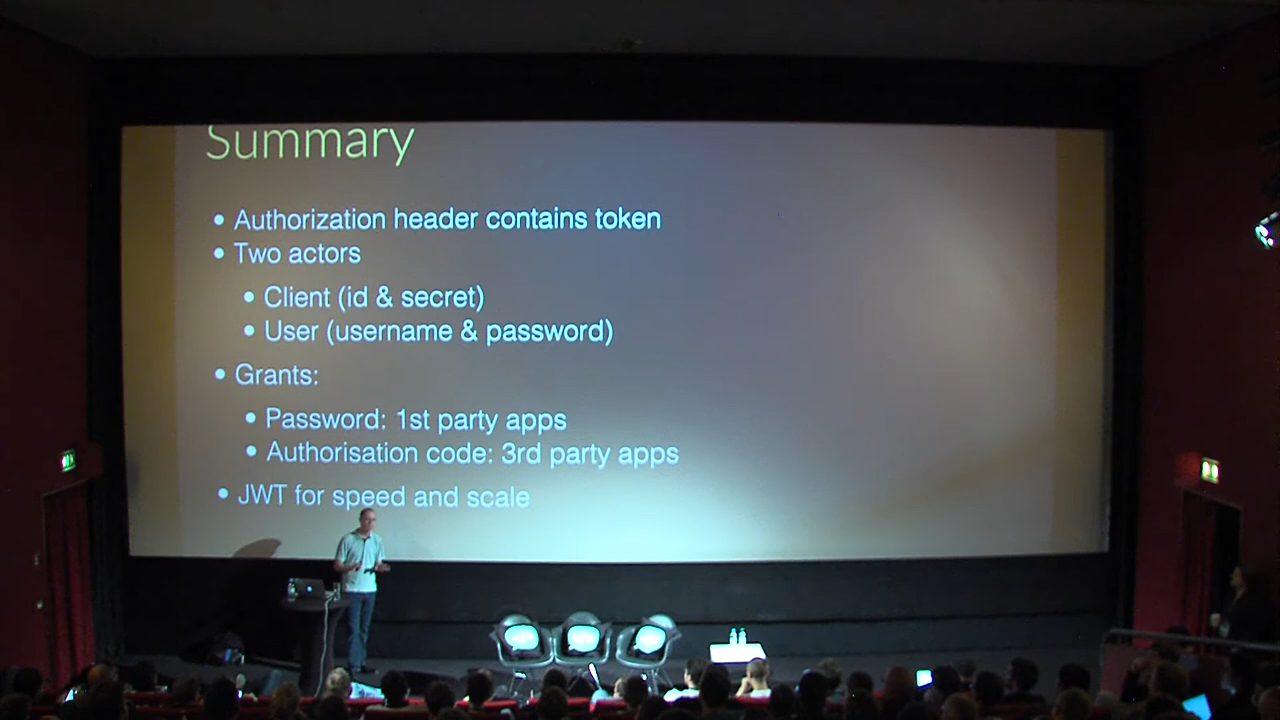 Summary
• Authorization header contains token
• Two actors
• Client (id & secret)
• User (username & password)
• Grants:
• Password: 1st party apps
• Authorisation code: 3rd party apps
• JWT for speed and scale